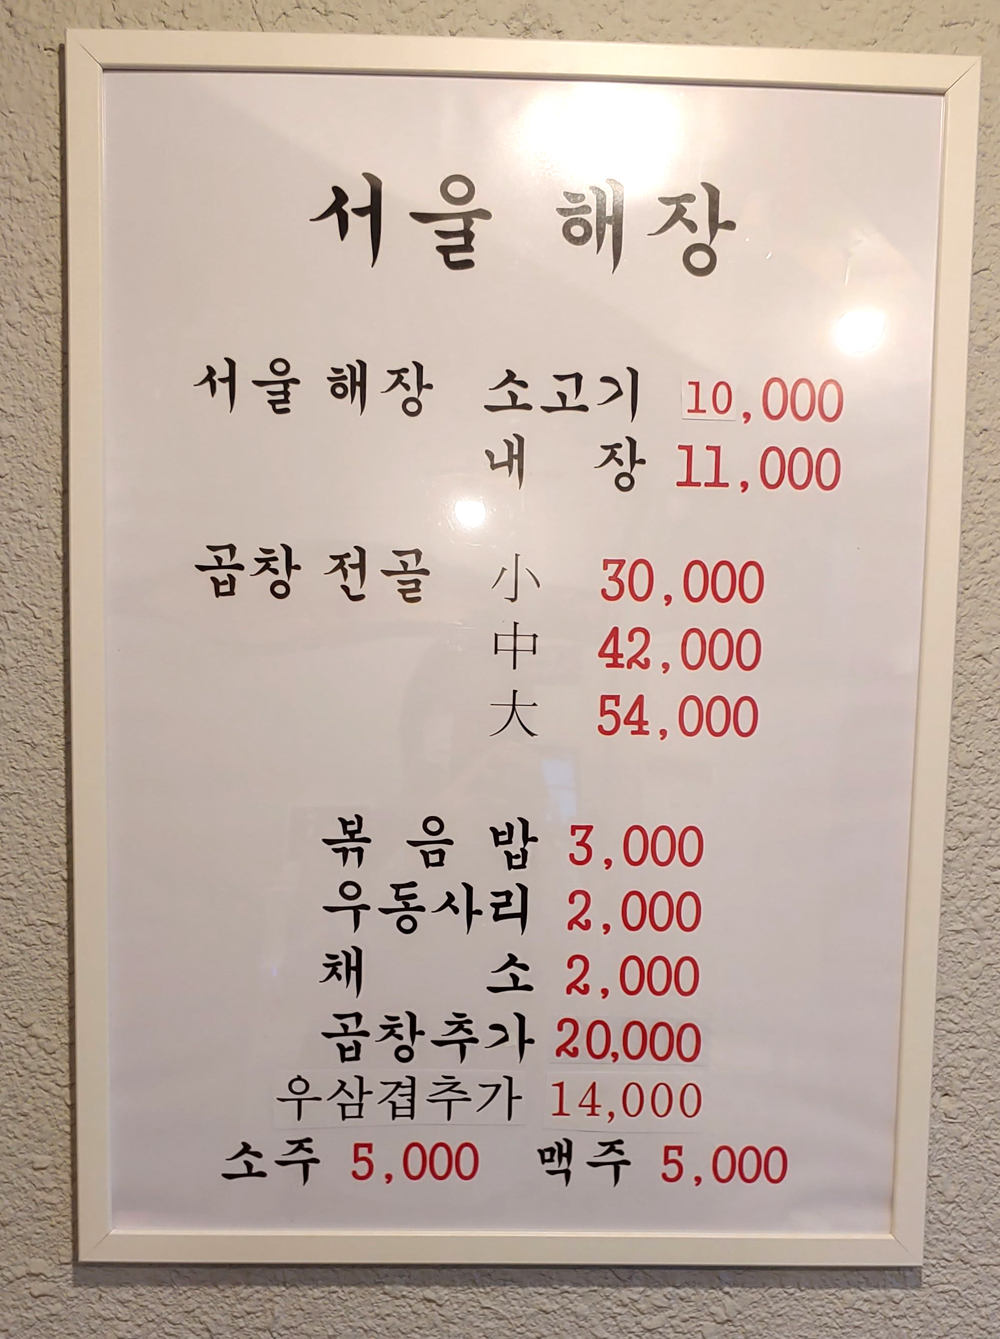 서울 해장
서울 해장 소고기 10,000
내 장 11,000
곱창 전골 小 30,000
中 42,000
大 54,000
볶 음 밥 3,000
우동사리 2,000
채 소 2,000
곱창추가 20,000
우삼겹추가 14,000
소주 5,000 맥주 5,000